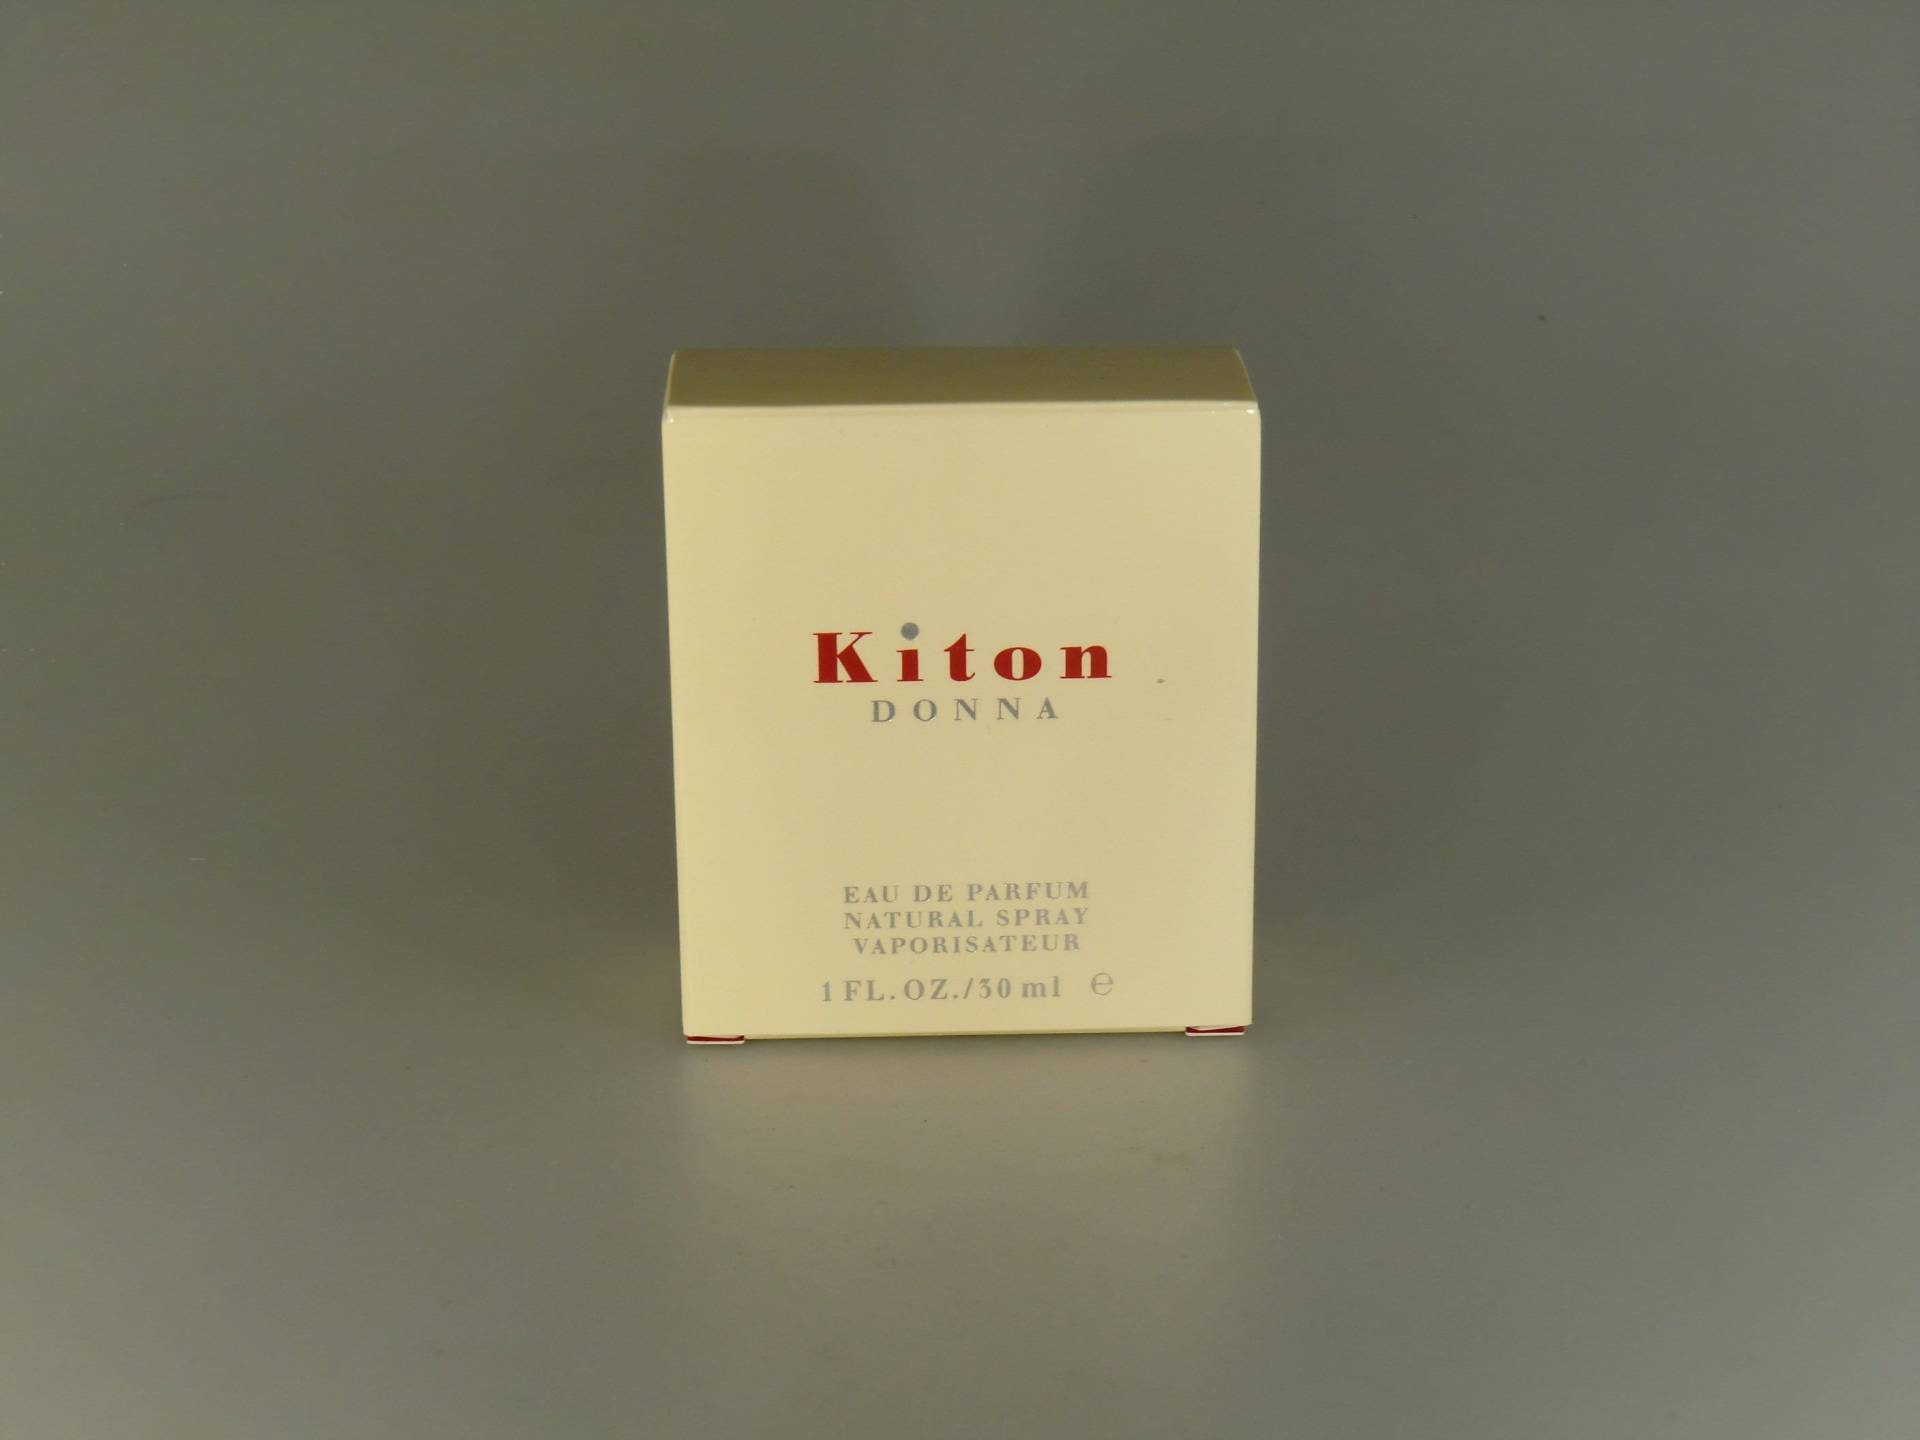 Kiton
DONNA
EAU DE PARFUM
NATURAL SPRAY
VAPORISATEUR
1 FL.OZ./30 ml ℮